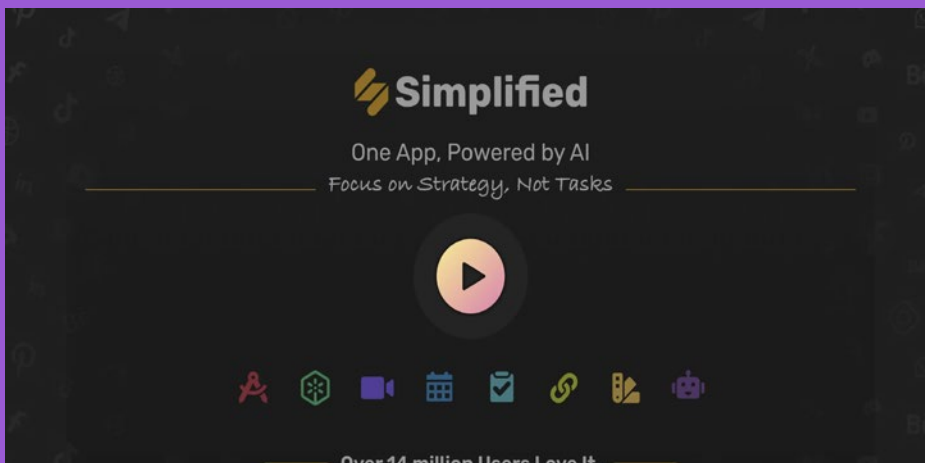 Simplified
One App, Powered by AI
Focus on Strategy, Not Tasks
Over 14 million Users Love It